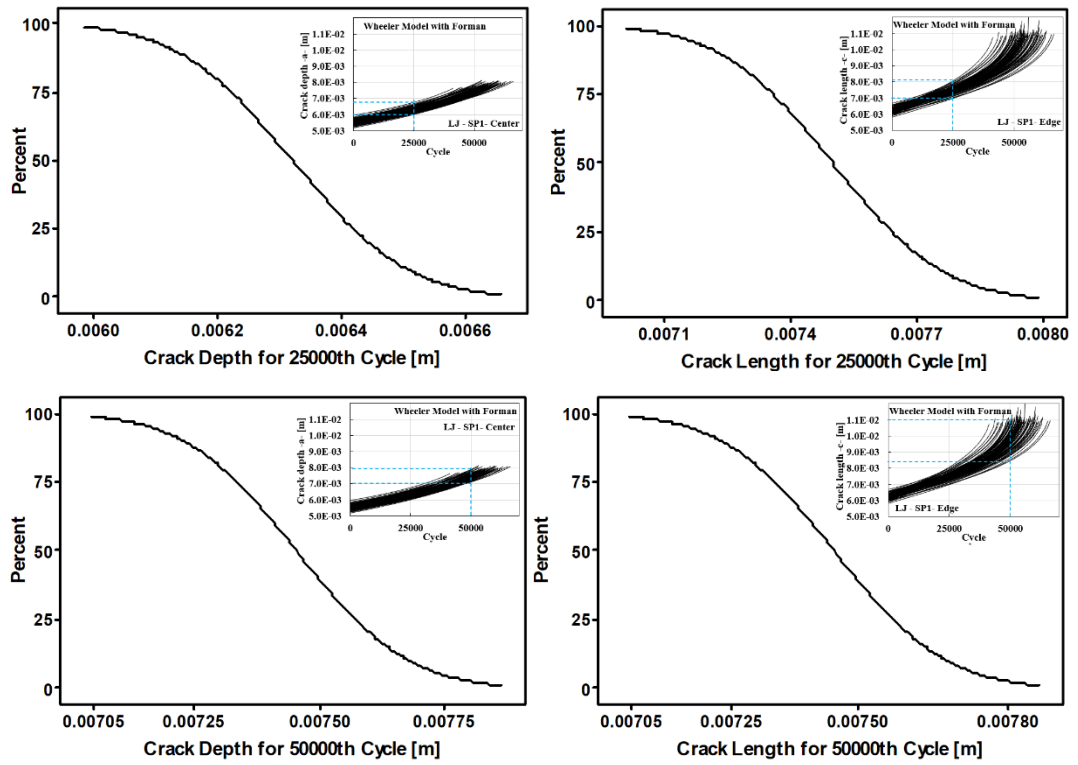 100
75
50
25
0
Percent
0.0060
0.0062
0.0064
0.0066
Crack Depth for 25000th Cycle [m]
Wheeler Model with Forman
1.1E-02
1.0E-02
9.0E-03
8.0E-03
7.0E-03
6.0E-03
5.0E-03
Crack depth -a- [m]
LJ - SP1- Center
0
25000
50000
Cycle
100
75
50
25
0
Percent
0.0071
0.0074
0.0077
0.0080
Crack Length for 25000th Cycle [m]
Wheeler Model with Forman
1.1E-02
1.0E-02
9.0E-03
8.0E-03
7.0E-03
6.0E-03
5.0E-03
Crack length -c- [m]
LJ - SP1- Edge
0
25000
50000
Cycle
100
75
50
25
0
Percent
0.00705
0.00725
0.00750
0.00775
Crack Depth for 50000th Cycle [m]
Wheeler Model with Forman
LJ - SP1- Center
1.1E-02
1.0E-02
9.0E-03
8.0E-03
7.0E-03
6.0E-03
5.0E-03
Crack depth -a- [m]
0
25000
50000
Cycle
100
75
50
25
0
Percent
0.00705
0.00725
0.00750
0.00780
Crack Length for 50000th Cycle [m]
Wheeler Model with Forman
1.1E-02
1.0E-02
9.0E-03
8.0E-03
7.0E-03
6.0E-03
5.0E-03
Crack length -c- [m]
LJ - SP1- Edge
0
25000
50000
Cycle